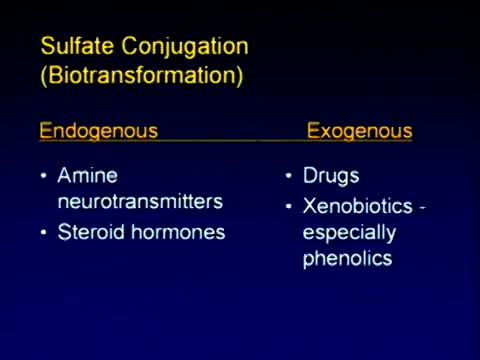 Sulfate Conjugation
(Biotransformation)
Endogenous Exogenous
• Amine
neurotransmitters
• Steroid hormones
• Drugs
• Xenobiotics -
especially
phenolics